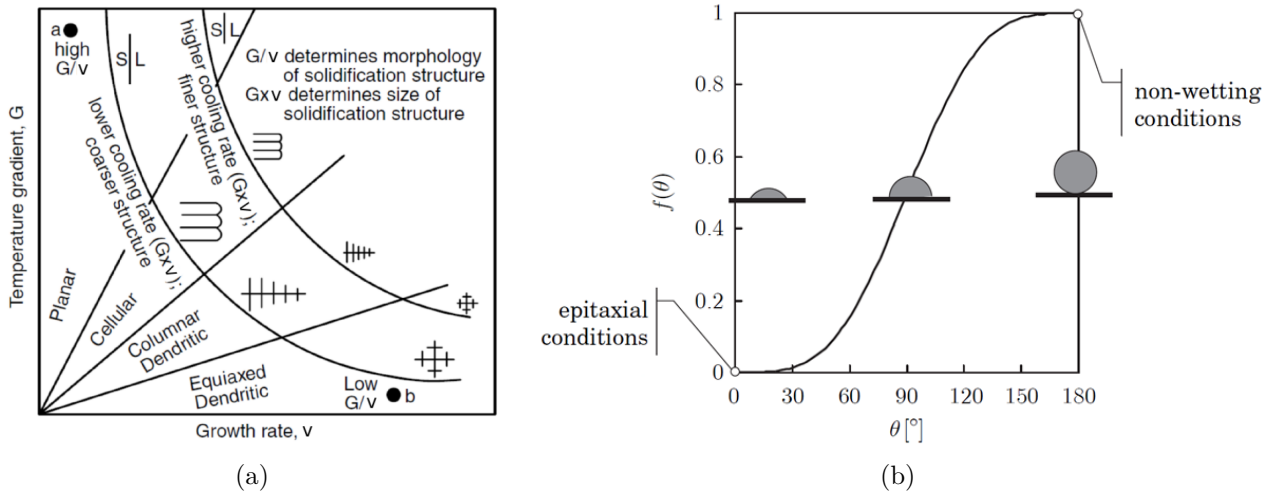 Temperature gradient, G
a
high
G/v
S|L
S|L
higher cooling rate (Gxv);
finer structure
lower cooling rate (Gxv);
coarser structure
G/v determines morphology
of solidification structure
Gxv determines size of
solidification structure
Planar
Cellular
Columnar
Dendritic
Equiaxed
Dendritic
Low
G/v
b
Growth rate, v
(a)
f(θ)
1
0.8
0.6
0.4
0.2
0
non-wetting
conditions
epitaxial
conditions
0
30
60
90
120
150
180
θ [°]
(b)